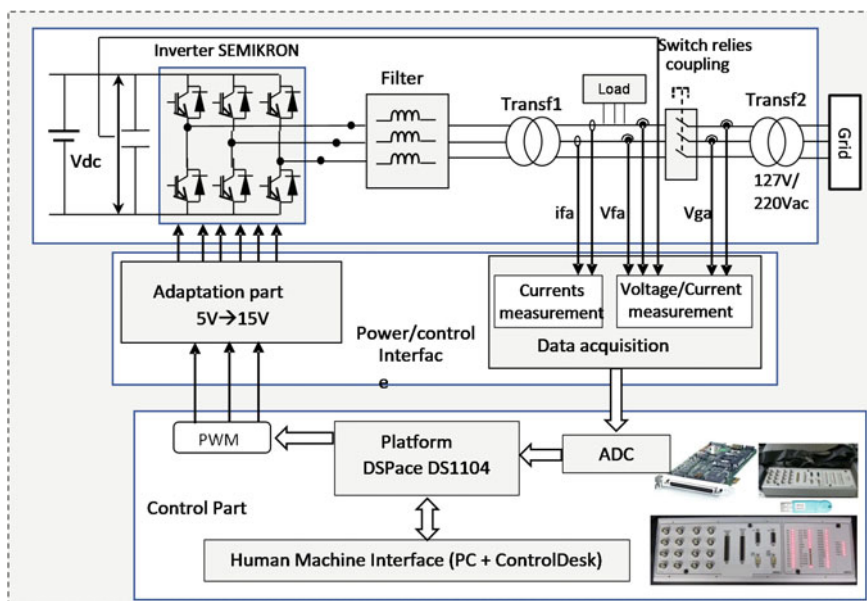 Inverter SEMIKRON
Switch relies
coupling
Filter
Load
Transf1
Transf2
Vdc
Grid
127V/
220Vac
ifa
Vfa
Vga
Adaptation part
5V→15V
Currents
measurement
Voltage/Current
measurement
Data acquisition
Power/control
Interfac
e
PWM
Platform
DSPace DS1104
ADC
Control Part
Human Machine Interface (PC + ControlDesk)